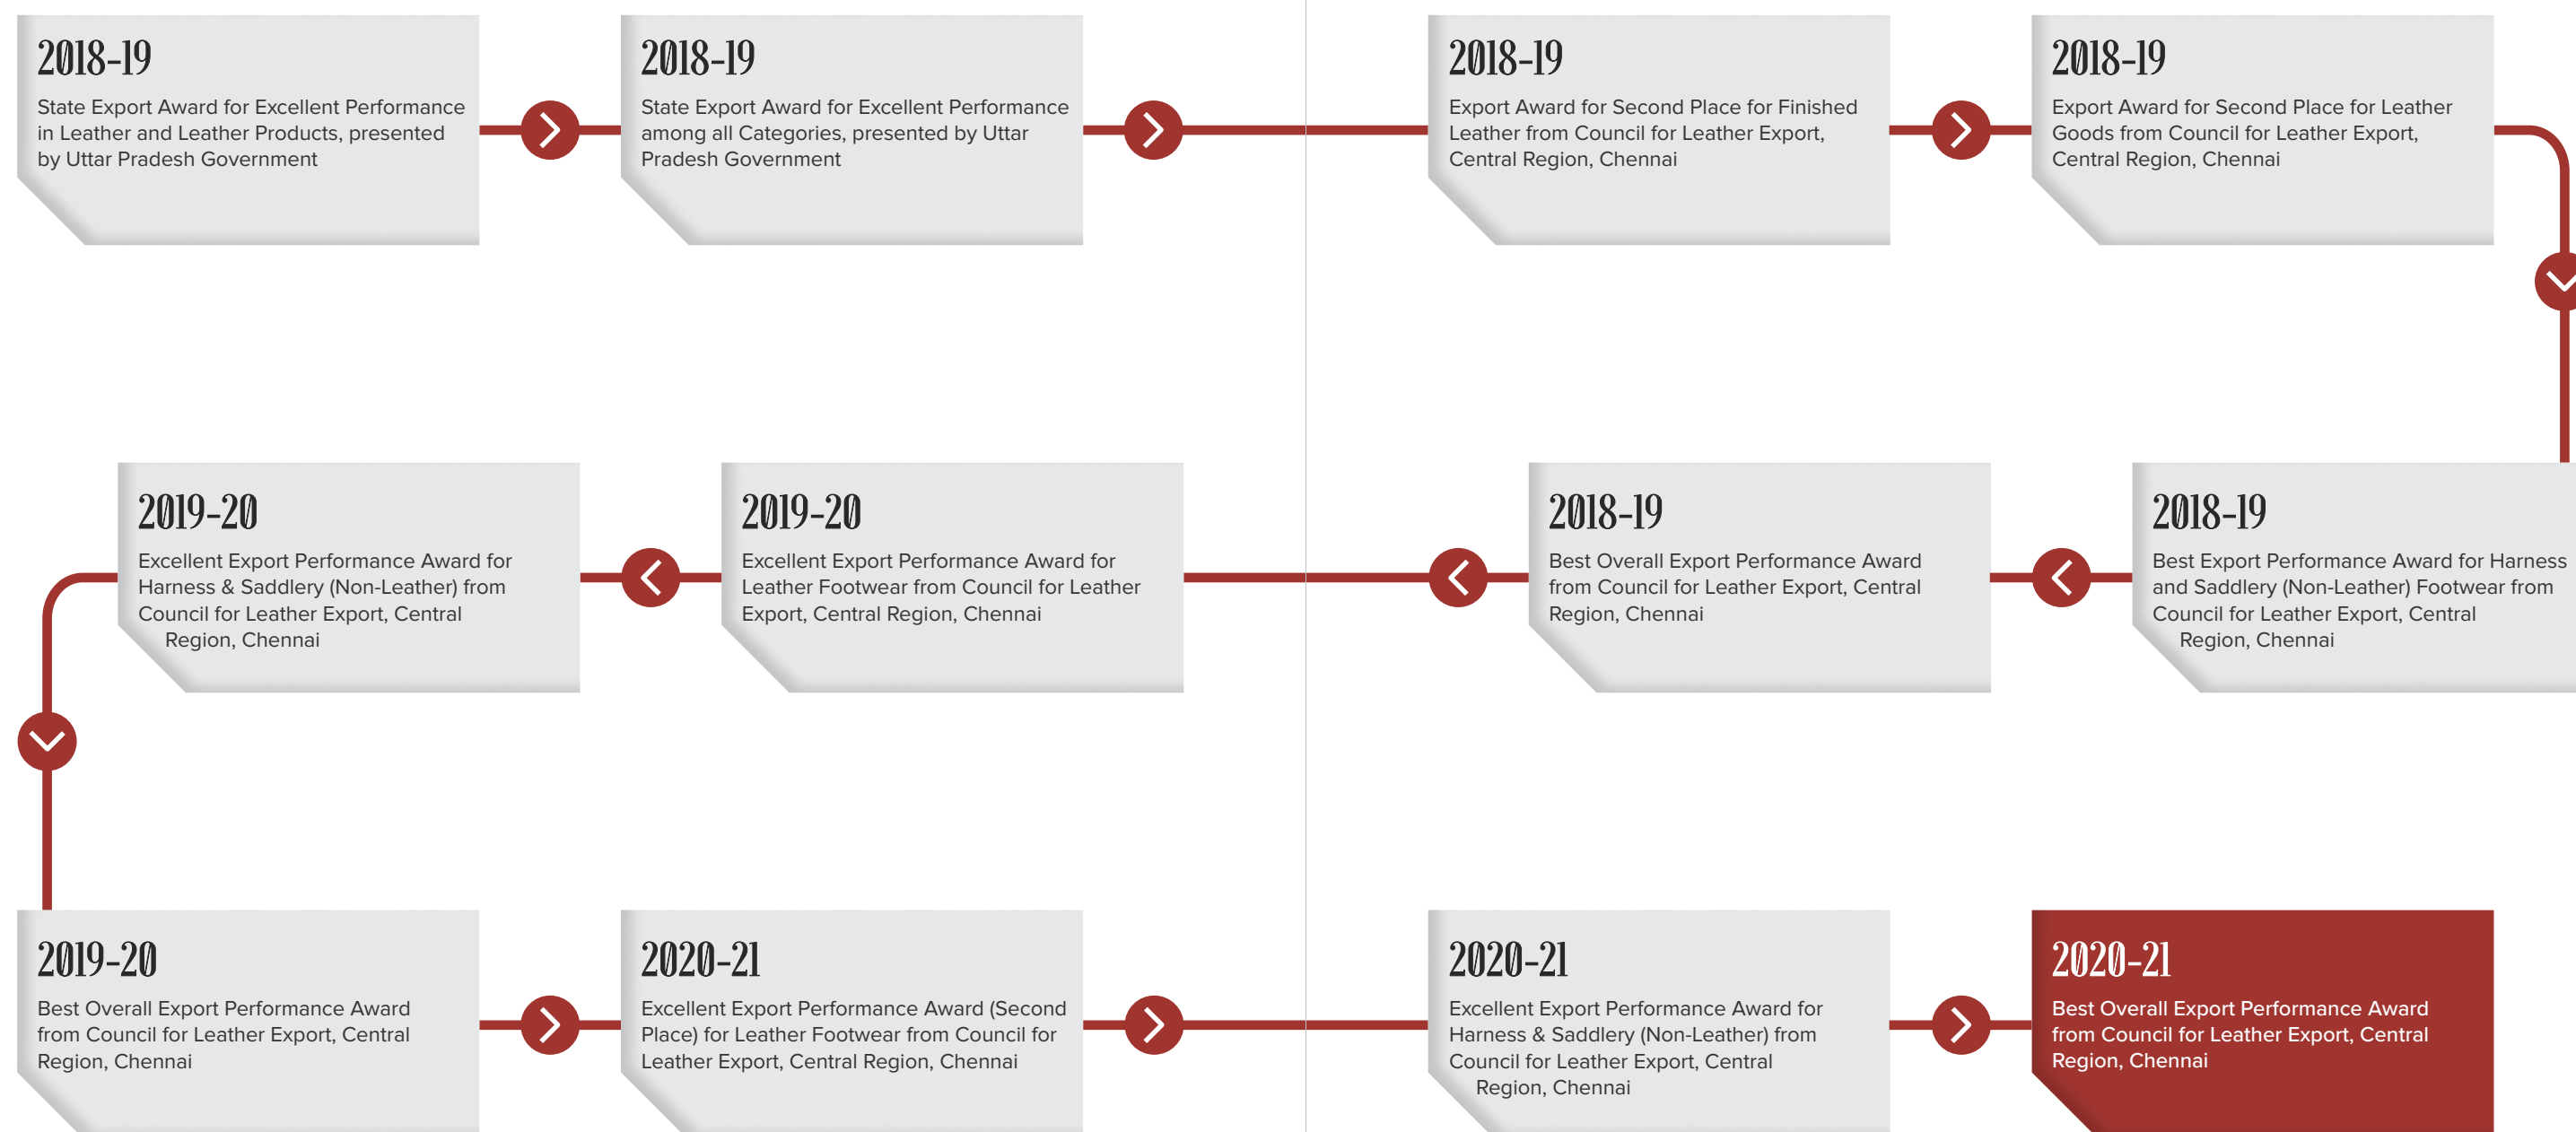 2018-19
State Export Award for Excellent Performance
in Leather and Leather Products, presented
by Uttar Pradesh Government
2018-19
State Export Award for Excellent Performance
among all Categories, presented by Uttar
Pradesh Government
2018-19
Export Award for Second Place for Finished
Leather from Council for Leather Export,
Central Region, Chennai
2018-19
Export Award for Second Place for Leather
Goods from Council for Leather Export,
Central Region, Chennai
2018-19
Best Export Performance Award for Harness
and Saddlery (Non-Leather) Footwear from
Council for Leather Export, Central
Region, Chennai
2018-19
Best Overall Export Performance Award
from Council for Leather Export, Central
Region, Chennai
2019-20
Excellent Export Performance Award for
Leather Footwear from Council for Leather
Export, Central Region, Chennai
2019-20
Excellent Export Performance Award for
Harness & Saddlery (Non-Leather) from
Council for Leather Export, Central
Region, Chennai
2019-20
Best Overall Export Performance Award
from Council for Leather Export, Central
Region, Chennai
2020-21
Excellent Export Performance Award (Second
Place) for Leather Footwear from Council for
Leather Export, Central Region, Chennai
2020-21
Excellent Export Performance Award for
Harness & Saddlery (Non-Leather) from
Council for Leather Export, Central
Region, Chennai
2020-21
Best Overall Export Performance Award
from Council for Leather Export, Central
Region, Chennai